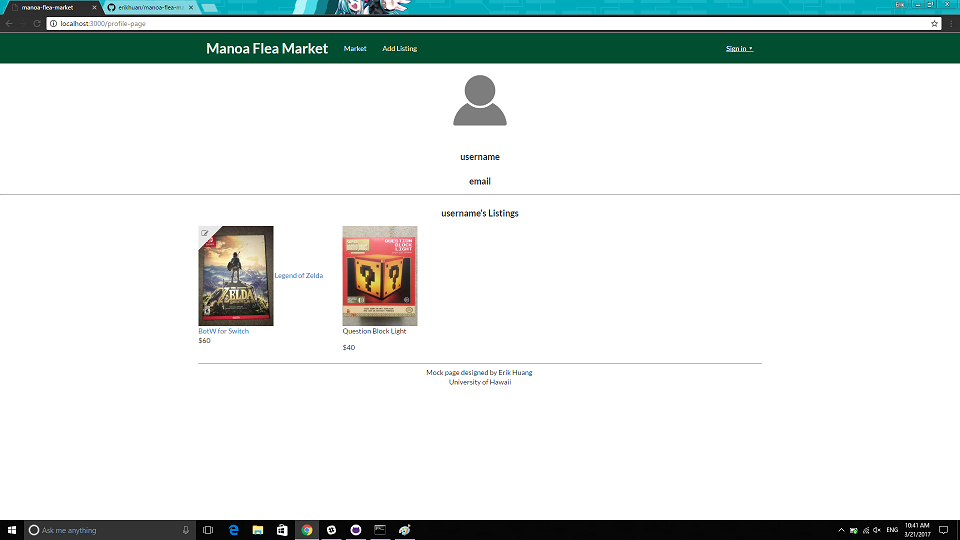 manoa-flea-market
erikhuan/manoa-flea-m
Erik
localhost:3000/profile-page
Manoa Flea Market
Market
Add Listing
Sign in
username
email
username's Listings
ZELDA
Legend of Zelda
BotW for Switch
$60
QUESTION
BLOCK
LIGHT
Question Block Light
$40
Mock page designed by Erik Huang
University of Hawaii
Ask me anything
ENG
10:41 AM
3/21/2017